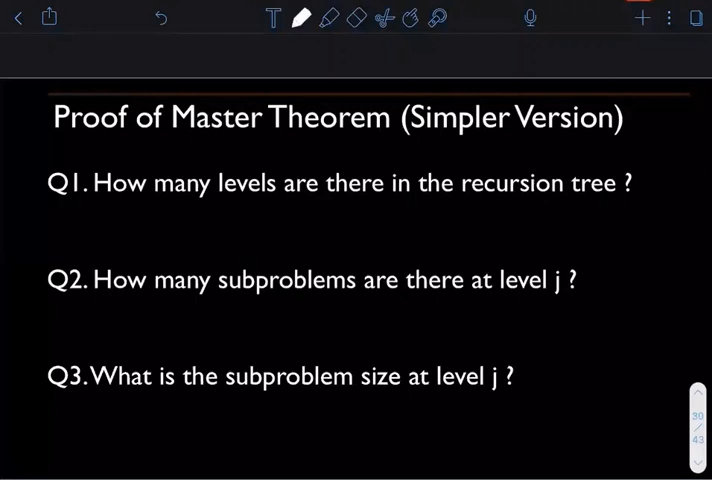 T
Proof of Master Theorem (Simpler Version)
Q1. How many levels are there in the recursion tree ?
Q2. How many subproblems are there at level j ?
Q3. What is the subproblem size at level j ?
30
/
43